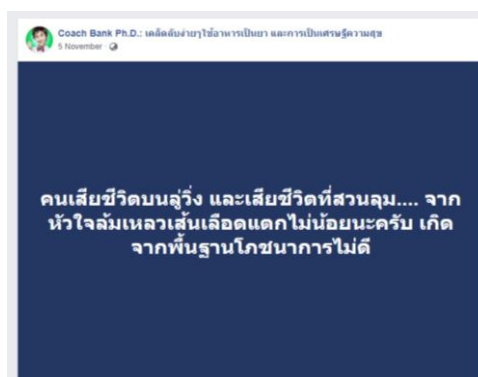 Coach Bank Ph.D.: เคล็ดลับง่ายๆใช้อาหารเป็นยา และการเป็นเศรษฐีความสุข
5 November
คนเสียชีวิตบนลู่วิ่ง และเสียชีวิตที่สวนลุม.... จาก
หัวใจล้มเหลวเส้นเลือดแตกไม่น้อยนะครับ เกิด
จากพื้นฐานโภชนาการไม่ดี